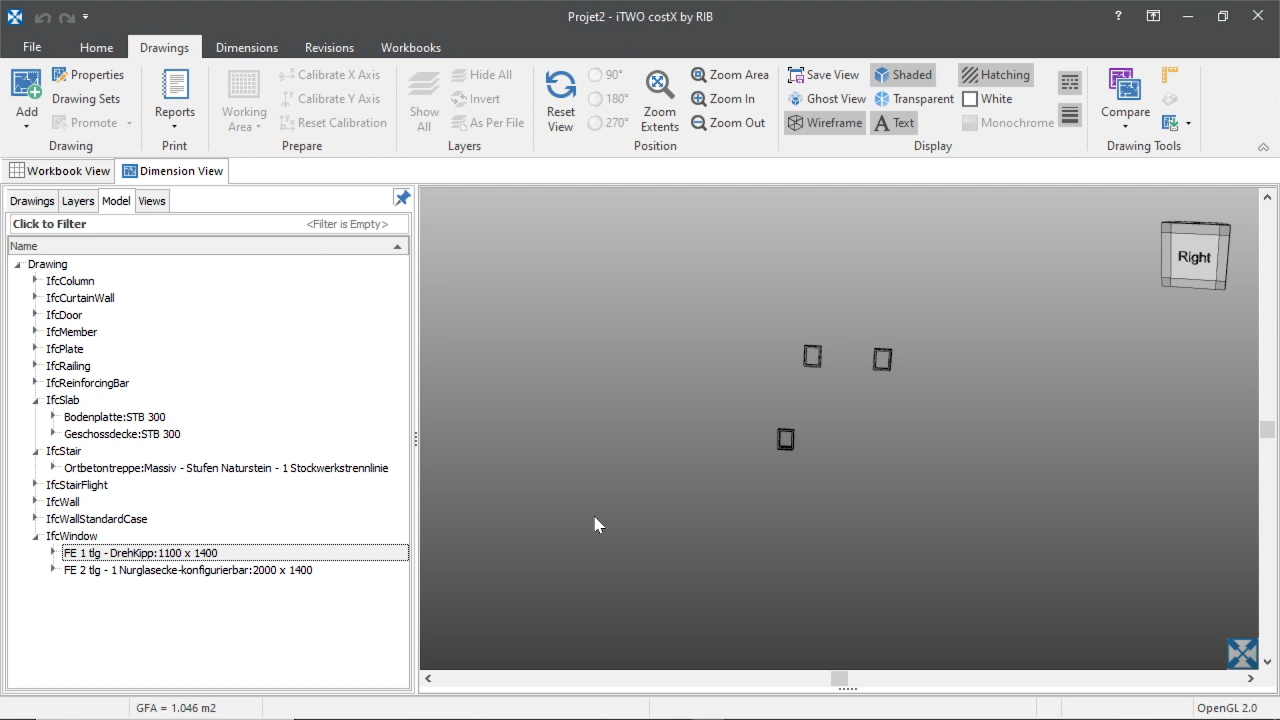 Projet2 - iTWO costX by RIB
?
File Home Drawings Dimensions Revisions Workbooks
Add
Properties
Drawing Sets
Promote
Drawing
Reports
Print
Working Area
Calibrate X Axis
Calibrate Y Axis
Reset Calibration
Prepare
Show All
Hide All
Invert
As Per File
Layers
Reset View
90°
180°
270°
Zoom Extents
Zoom Area
Zoom In
Zoom Out
Position
Save View
Ghost View
Wireframe
Shaded
Transparent
Text
Hatching
White
Monochrome
Display
Compare
Drawing Tools
Workbook View Dimension View
Drawings Layers Model Views
Click to Filter <Filter is Empty>
Name
Drawing
IfcColumn
IfcCurtainWall
IfcDoor
IfcMember
IfcPlate
IfcRailing
IfcReinforcingBar
IfcSlab
Bodenplatte:STB 300
Geschossdecke:STB 300
IfcStair
Ortbetontreppe:Massiv - Stufen Naturstein - 1 Stockwerkstrennlinie
IfcStairFlight
IfcWall
IfcWallStandardCase
IfcWindow
FE 1 tlg - DrehKipp:1100 x 1400
FE 2 tlg - 1 Nurglasecke-konfigurierbar:2000 x 1400
Right
GFA = 1.046 m2
OpenGL 2.0